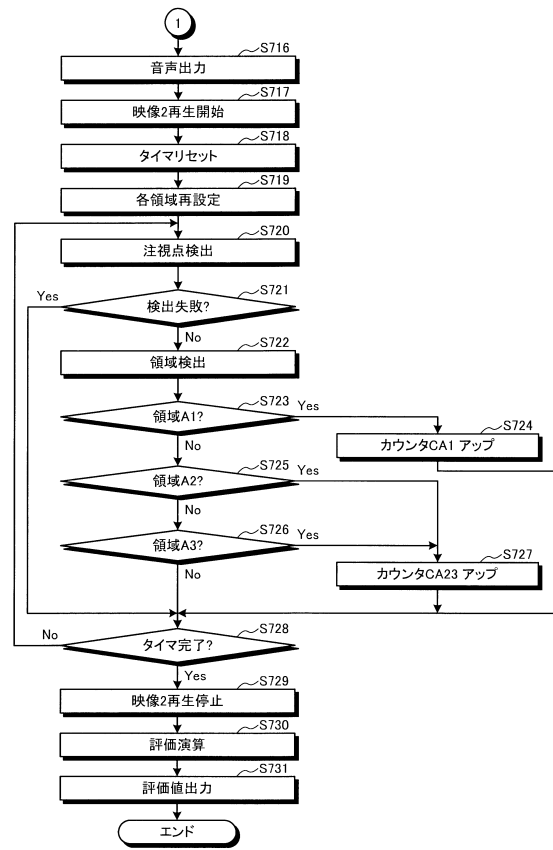 1
S716
音声出力
S717
映像2再生開始
S718
タイマリセット
S719
各領域再設定
S720
注視点検出
S721
Yes
検出失敗?
No
S722
領域検出
S723
領域A1?
Yes
S724
カウンタCA1 アップ
No
S725
領域A2?
Yes
No
S726
領域A3?
Yes
S727
カウンタCA23 アップ
No
S728
No
タイマ完了?
Yes
S729
映像2再生停止
S730
評価演算
S731
評価値出力
エンド